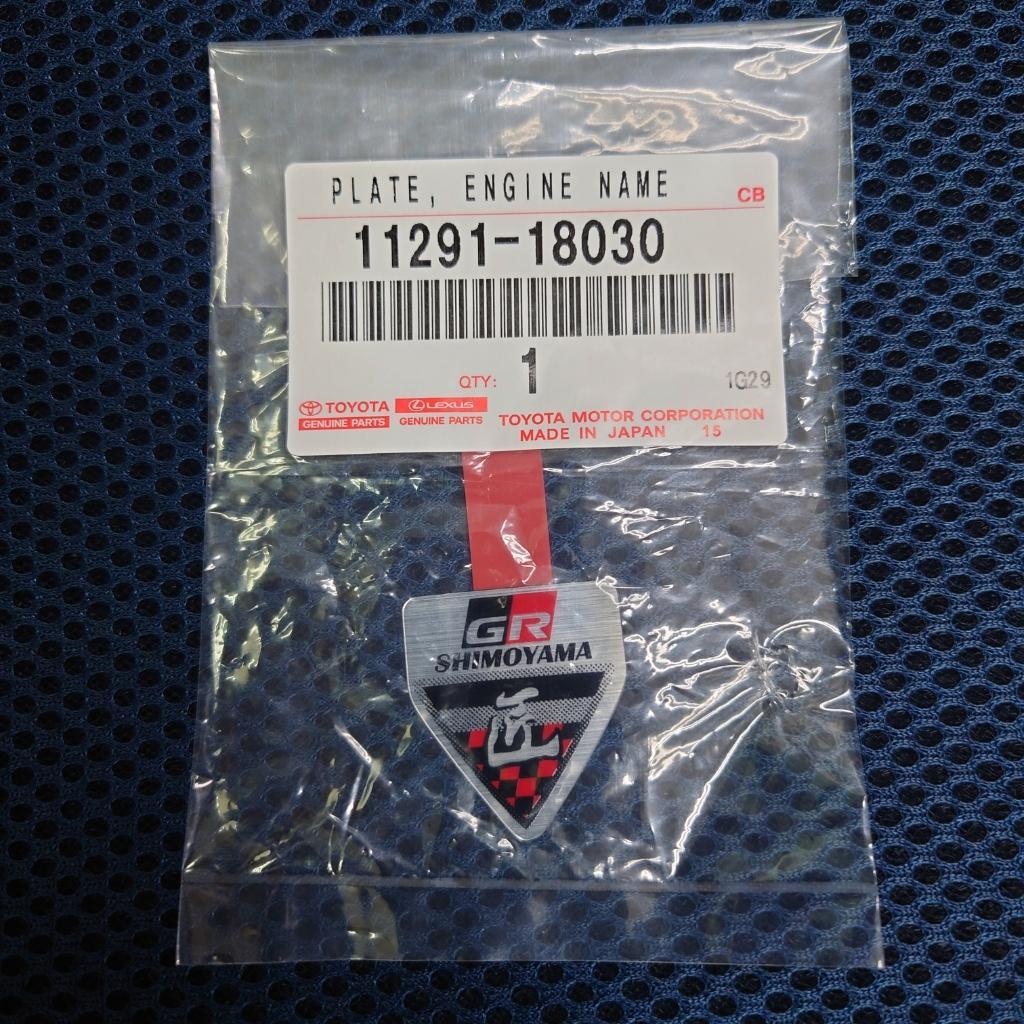 PLATE, ENGINE NAME
CB
11291-18030
QTY: 1
1G29
TOYOTA
GENUINE PARTS
LEXUS
GENUINE PARTS
TOYOTA MOTOR CORPORATION
MADE IN JAPAN 15
GR
SHIMOYAMA